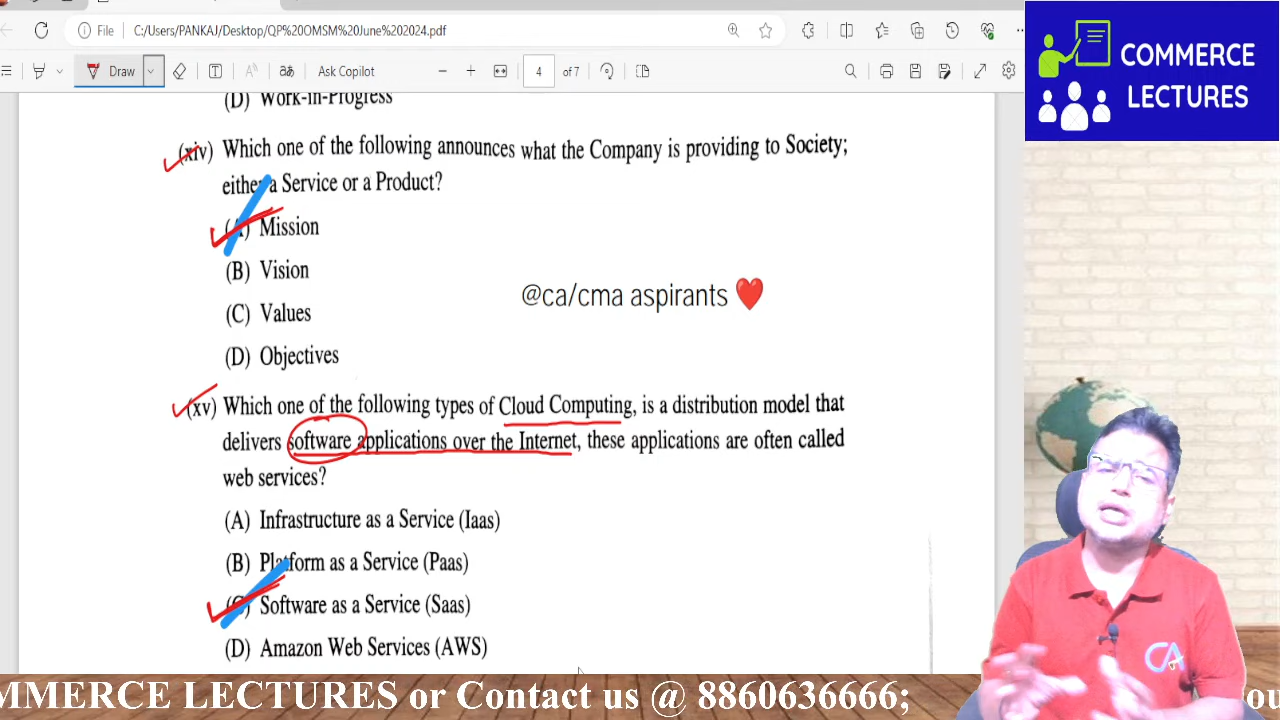 File C:/Users/PANKAJ/Desktop/QP%20OMSM%20June%202024.pdf
Draw
Ask Copilot
4 of 7
COMMERCE
LECTURES
(D) Work-in-Progress
(xiv) Which one of the following announces what the Company is providing to Society;
either a Service or a Product?
(A) Mission
(B) Vision
(C) Values
(D) Objectives
@ca/cma aspirants ❤️
(xv) Which one of the following types of Cloud Computing, is a distribution model that
delivers software applications over the Internet, these applications are often called
web services?
(A) Infrastructure as a Service (Iaas)
(B) Platform as a Service (Paas)
(C) Software as a Service (Saas)
(D) Amazon Web Services (AWS)
CA
MMERCE LECTURES or Contact us @ 8860636666; ou